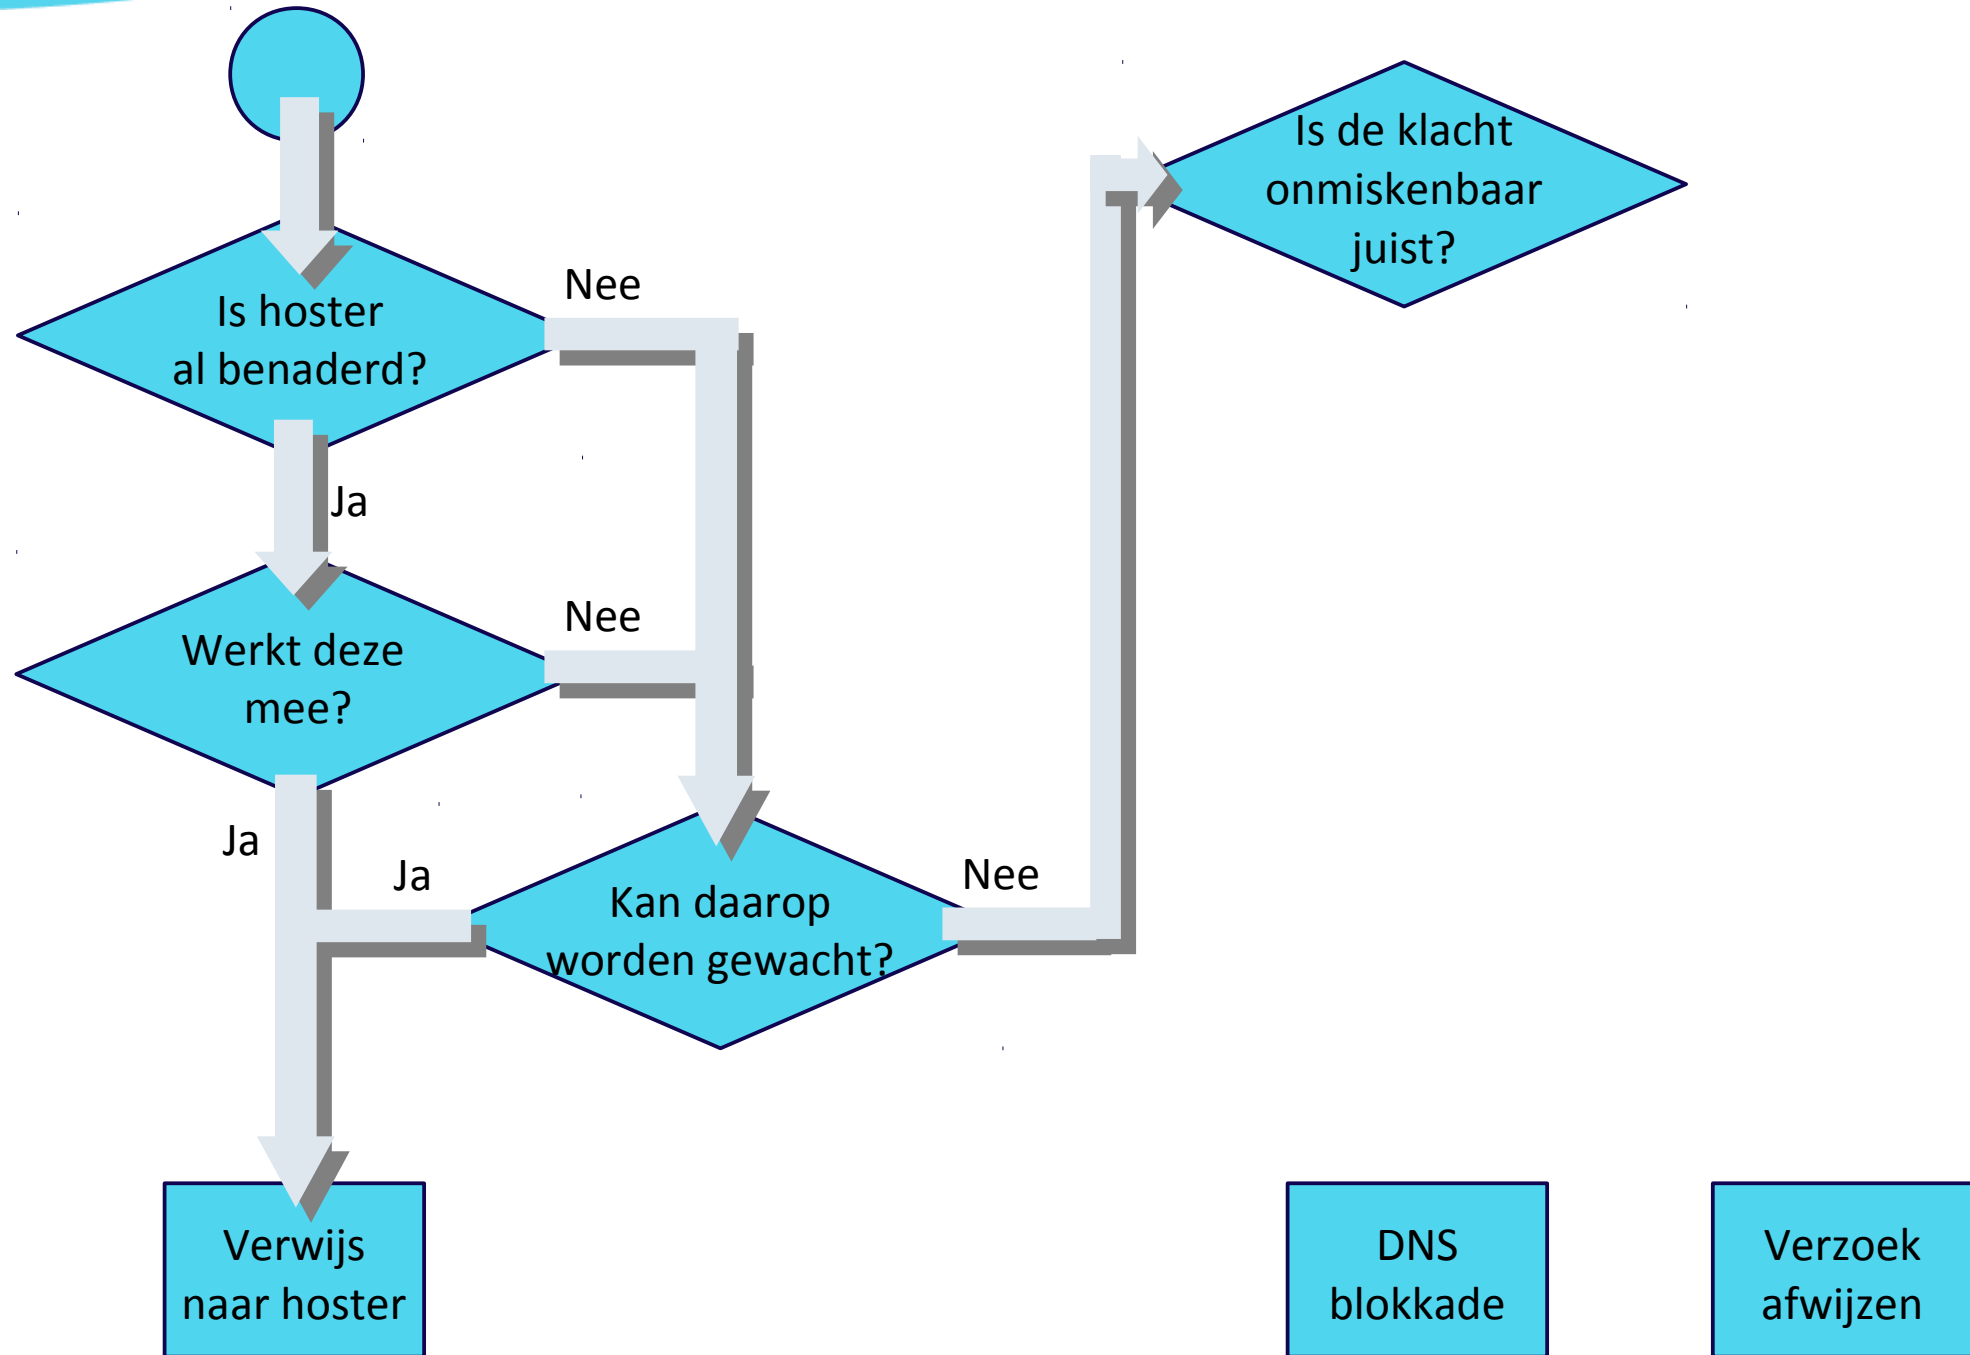 Is de klacht
onmiskenbaar
juist?
Nee
Is hoster
al benaderd?
Ja
Nee
Werkt deze
mee?
Ja
Ja
Kan daarop
worden gewacht?
Nee
Verwijs
naar hoster
DNS
blokkade
Verzoek
afwijzen